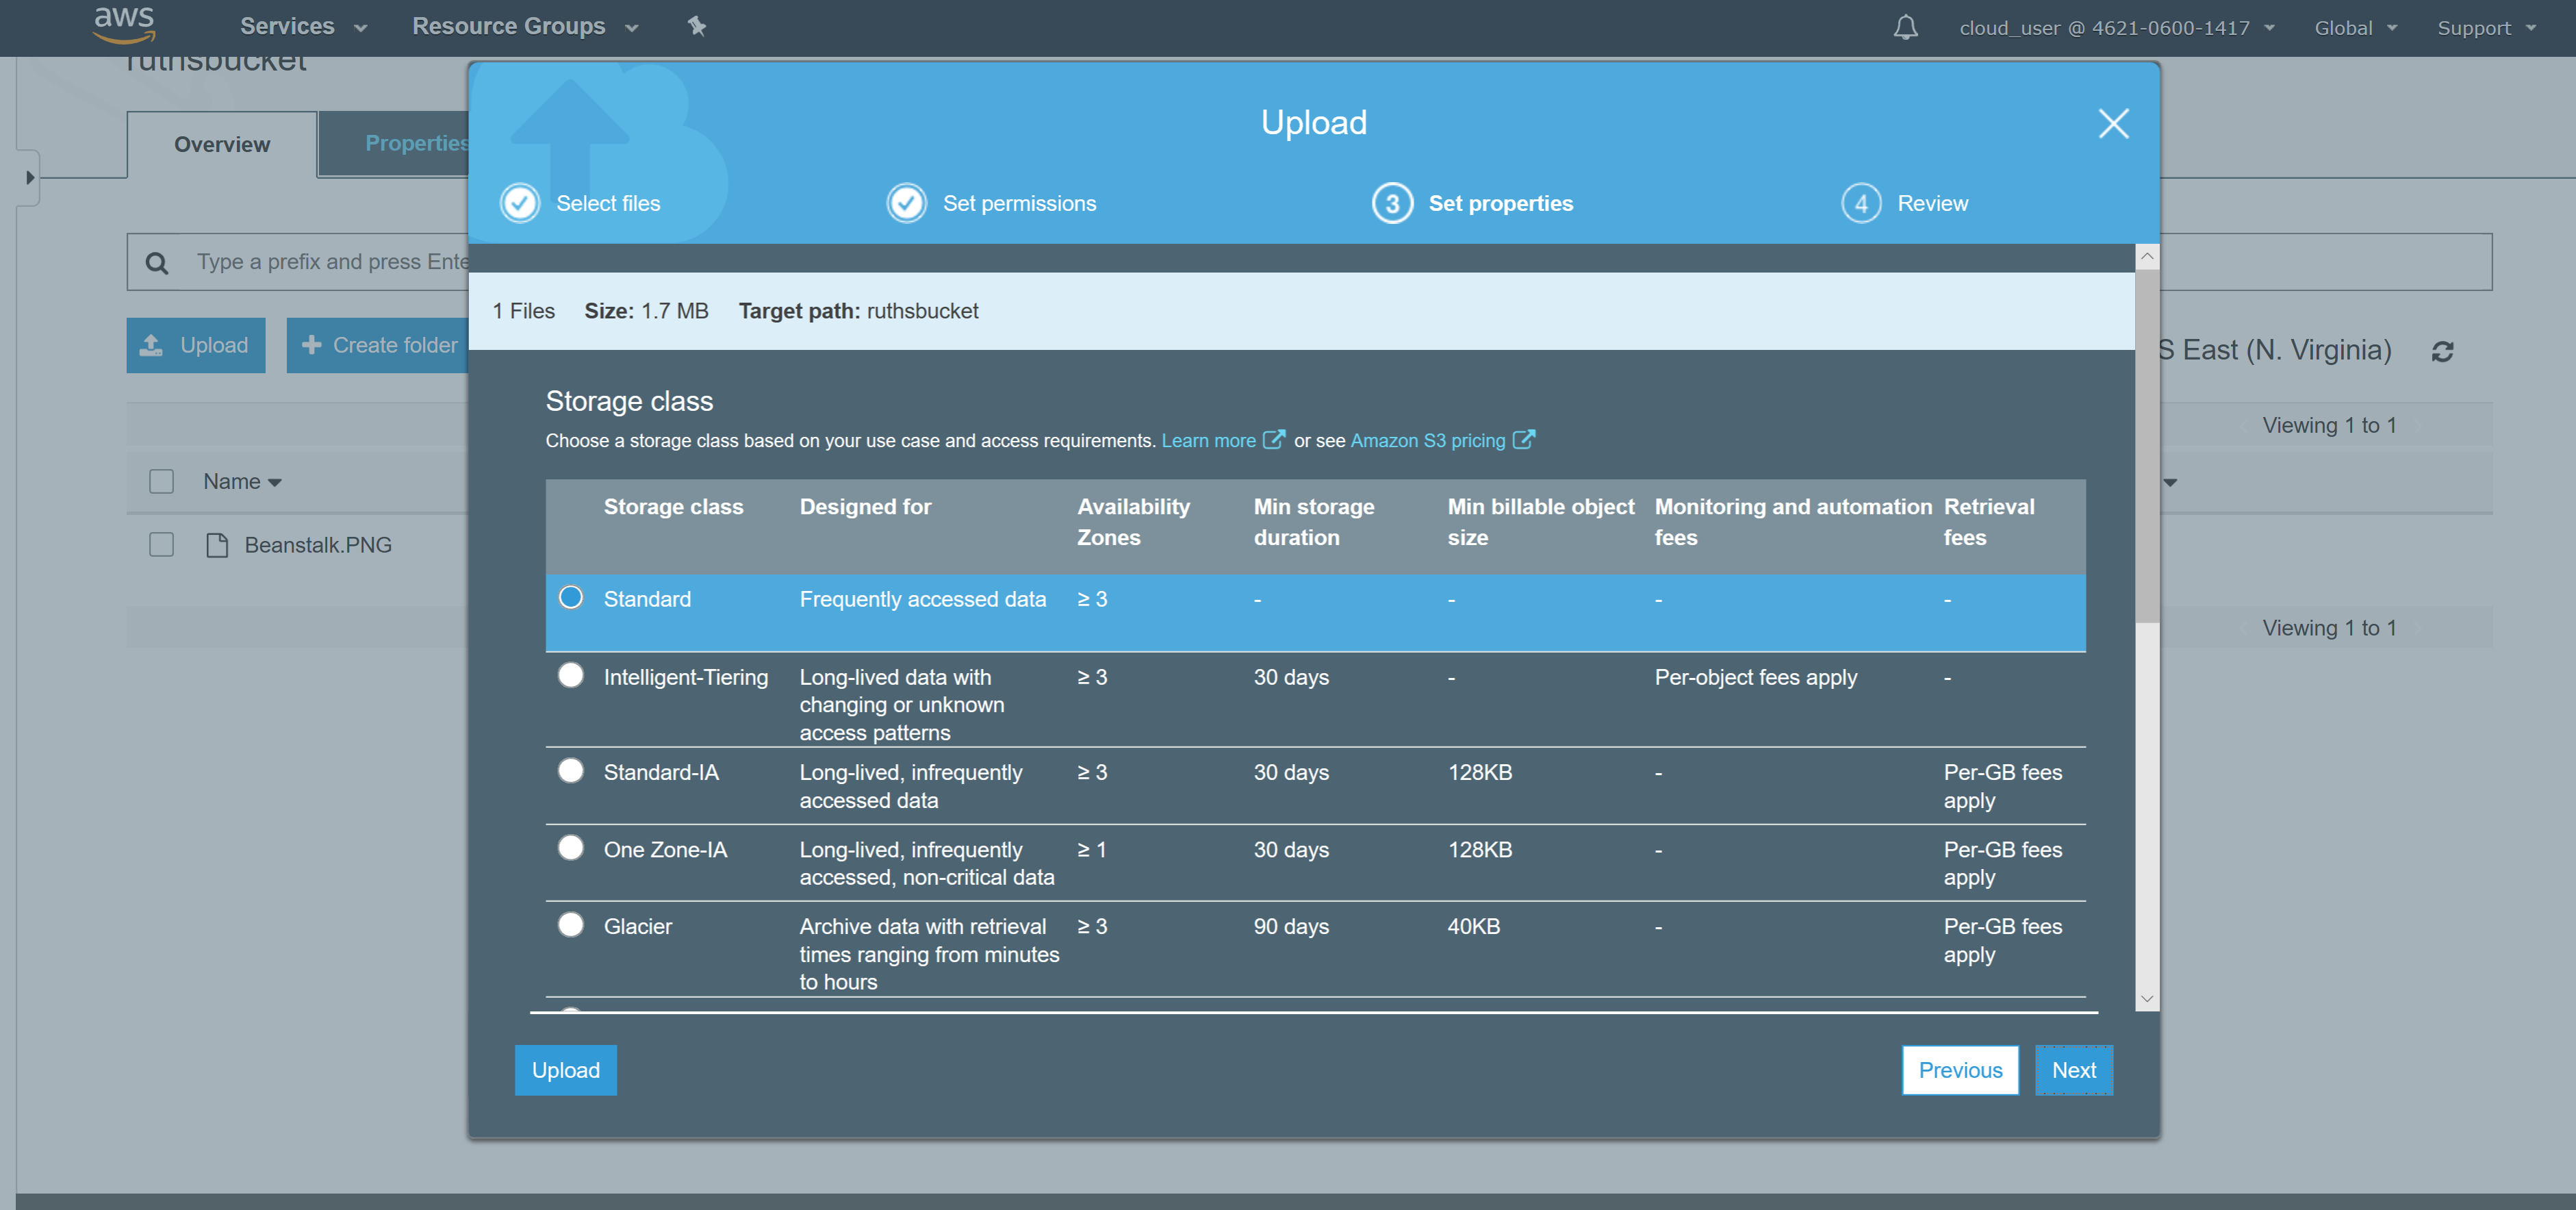 aws
Services
Resource Groups
cloud_user @ 4621-0600-1417
Global
Support
ruthsbucket
Overview
Properties
Type a prefix and press Ente
Upload
Create folder
S East (N. Virginia)
Viewing 1 to 1
Name
Beanstalk.PNG
Viewing 1 to 1
Upload
Select files
Set permissions
3 Set properties
4 Review
1 Files Size: 1.7 MB Target path: ruthsbucket
Storage class
Choose a storage class based on your use case and access requirements. Learn more or see Amazon S3 pricing
Storage class Designed for Availability Zones Min storage duration Min billable object size Monitoring and automation fees Retrieval fees
Standard Frequently accessed data ≥ 3 - - - -
Intelligent-Tiering Long-lived data with changing or unknown access patterns ≥ 3 30 days - Per-object fees apply -
Standard-IA Long-lived, infrequently accessed data ≥ 3 30 days 128KB - Per-GB fees apply
One Zone-IA Long-lived, infrequently accessed, non-critical data ≥ 1 30 days 128KB - Per-GB fees apply
Glacier Archive data with retrieval times ranging from minutes to hours ≥ 3 90 days 40KB - Per-GB fees apply
Upload
Previous
Next